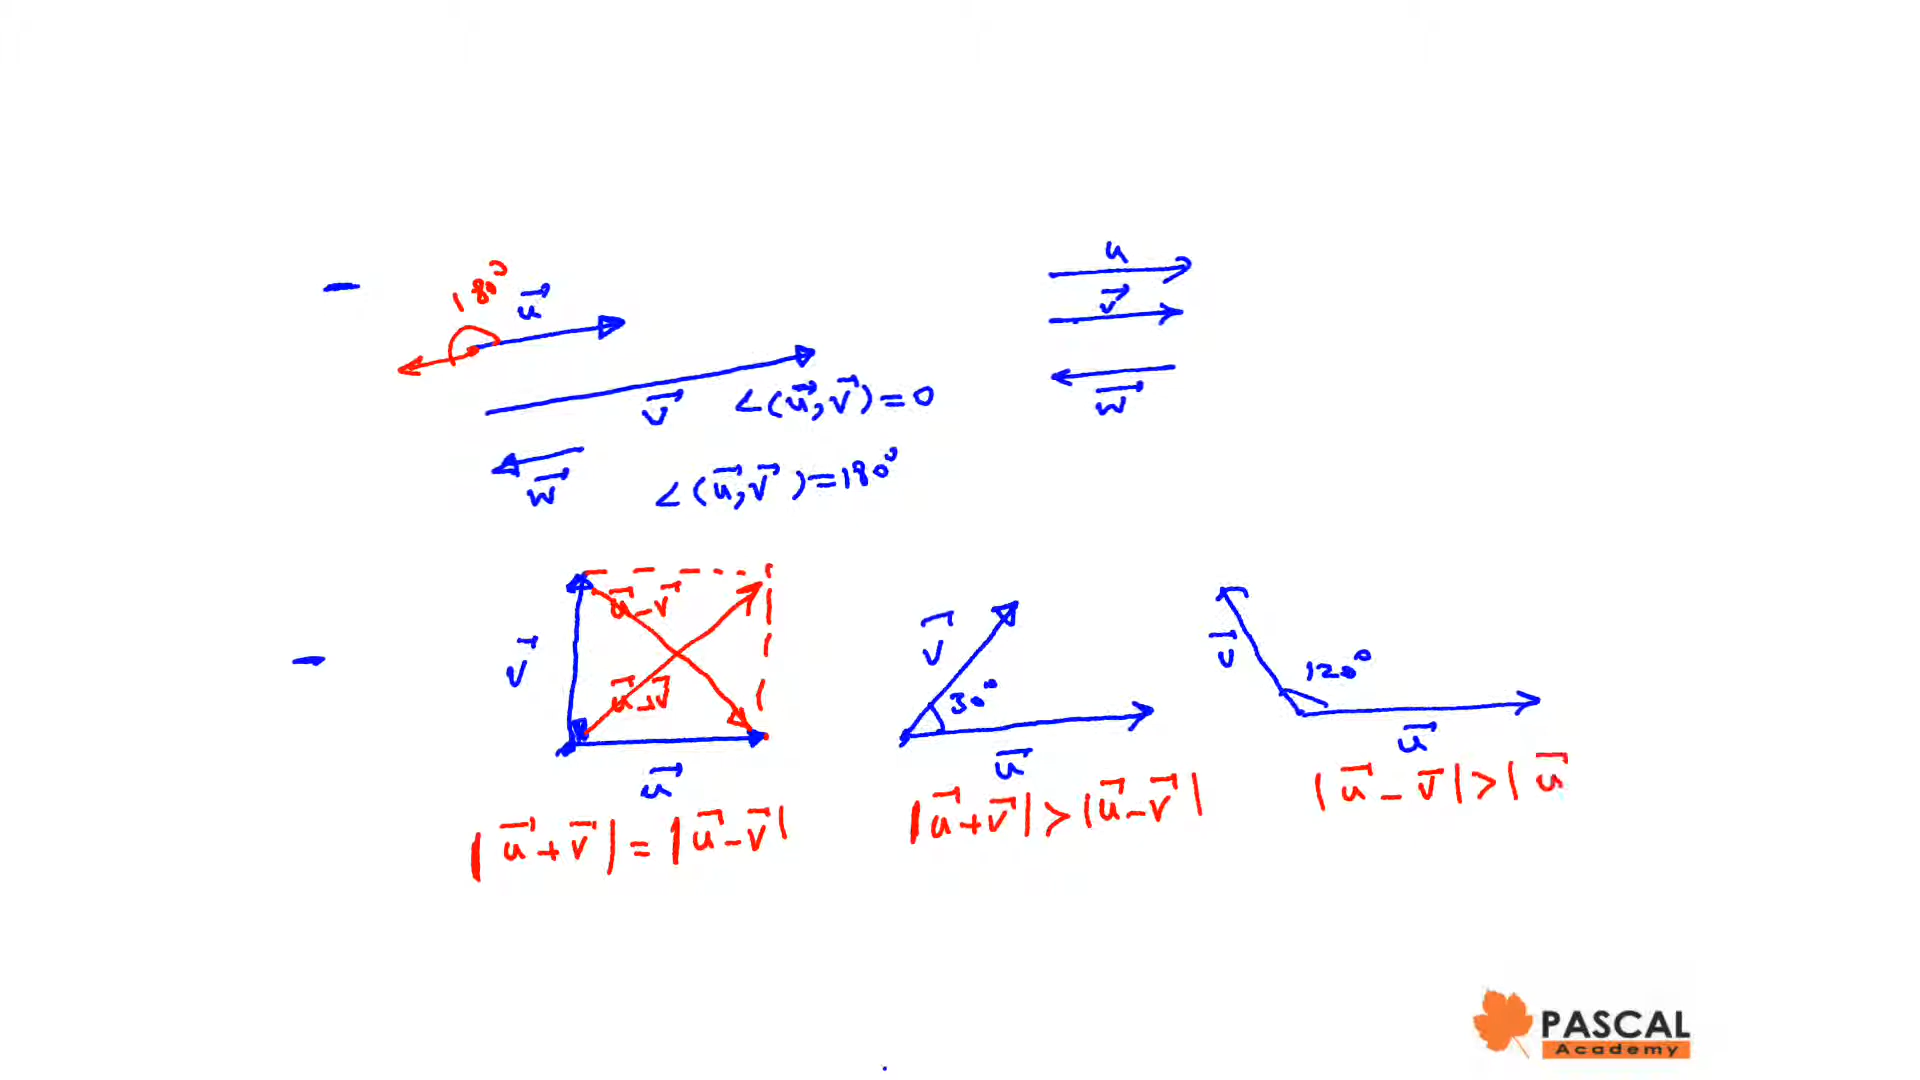 180°
u⃗
v⃗
∠(u⃗,v⃗)=0
w⃗
∠(u⃗,v⃗)=180°
u
v⃗
w⃗
u⃗-v⃗
v⃗
u⃗
|u⃗+v⃗|=|u⃗-v⃗|
v⃗
30°
u⃗
|u⃗+v⃗|>|u⃗-v⃗|
v⃗
120°
u⃗
|u⃗-v⃗|>|u⃗
PASCAL
Academy